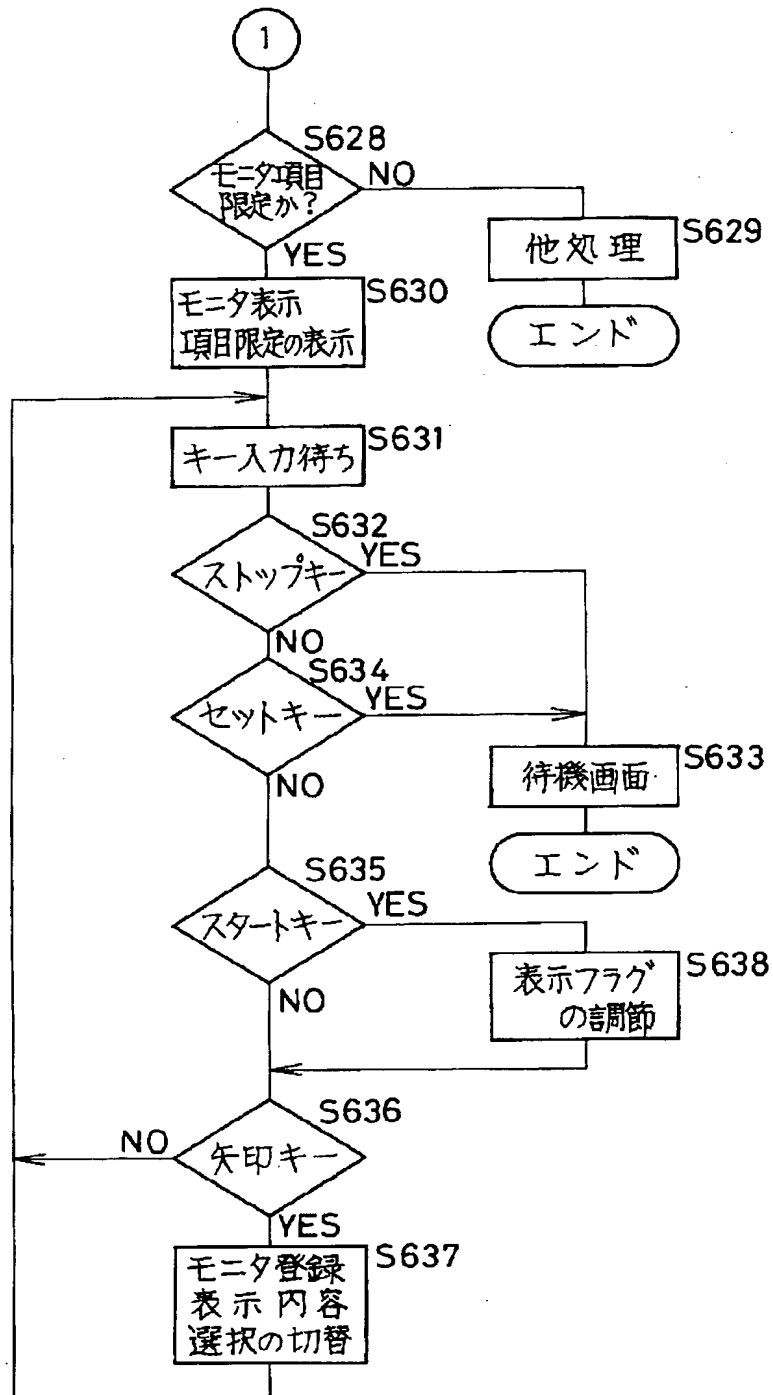 1
S628
モニタ項目
限定か?
NO
YES
他処理
S629
エンド
モニタ表示
項目限定の表示
S630
キー入力待ち
S631
S632
ストップキー
YES
NO
S634
セットキー
YES
NO
待機画面
S633
エンド
S635
スタートキー
YES
NO
表示フラグ
の調節
S638
S636
矢印キー
NO
YES
モニタ登録
表示内容
選択の切替
S637